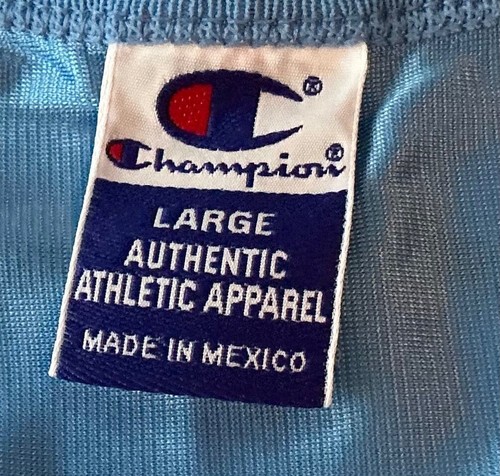 ®
Champion®
LARGE
AUTHENTIC
ATHLETIC APPAREL
MADE IN MEXICO